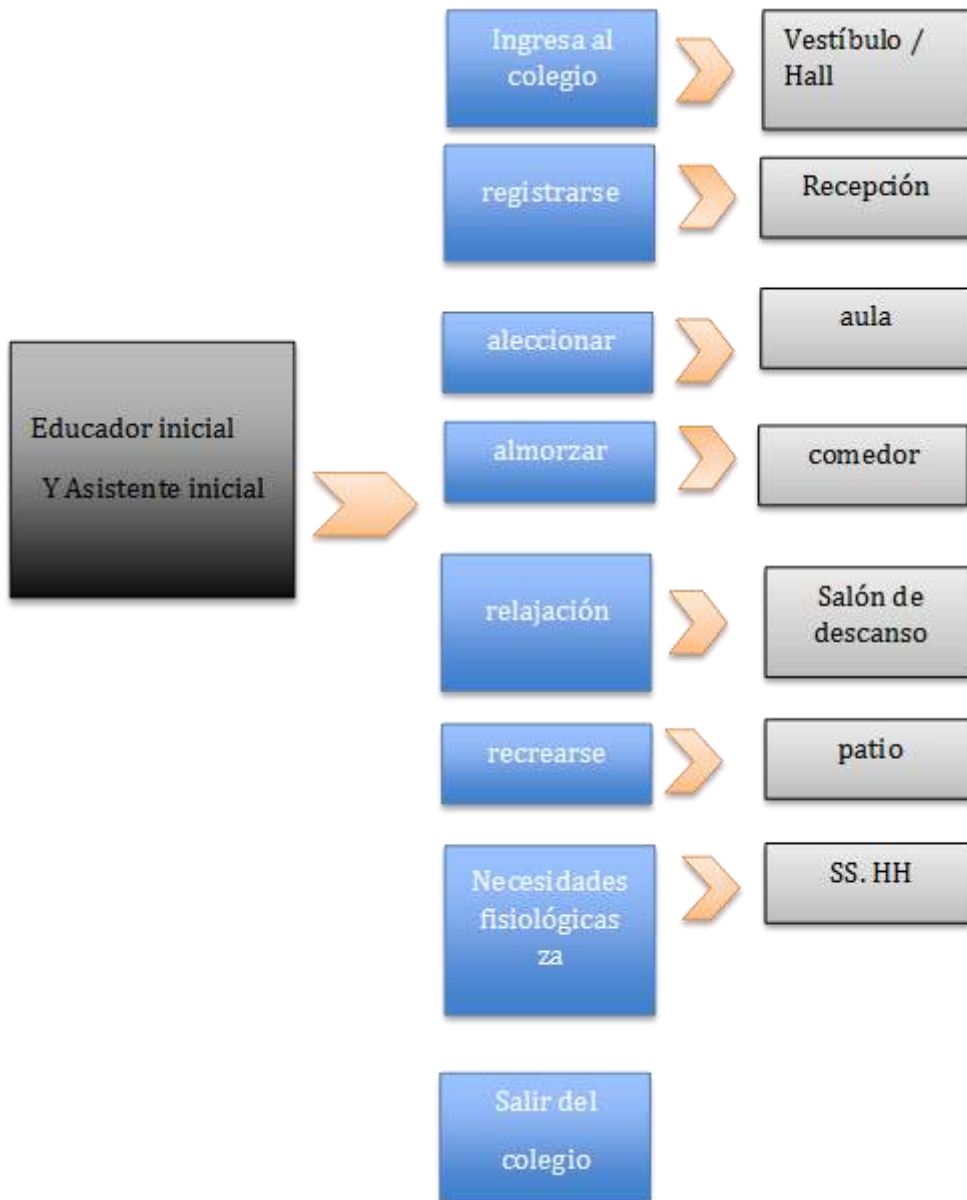 Ingresa al
colegio
Vestíbulo /
Hall
registrarse
Recepción
aleccionar
aula
Educador inicial
Y Asistente inicial
almorzar
comedor
relajación
Salón de
descanso
recrearse
patio
Necesidades
fisiológicas
za
SS. HH
Salir del
colegio